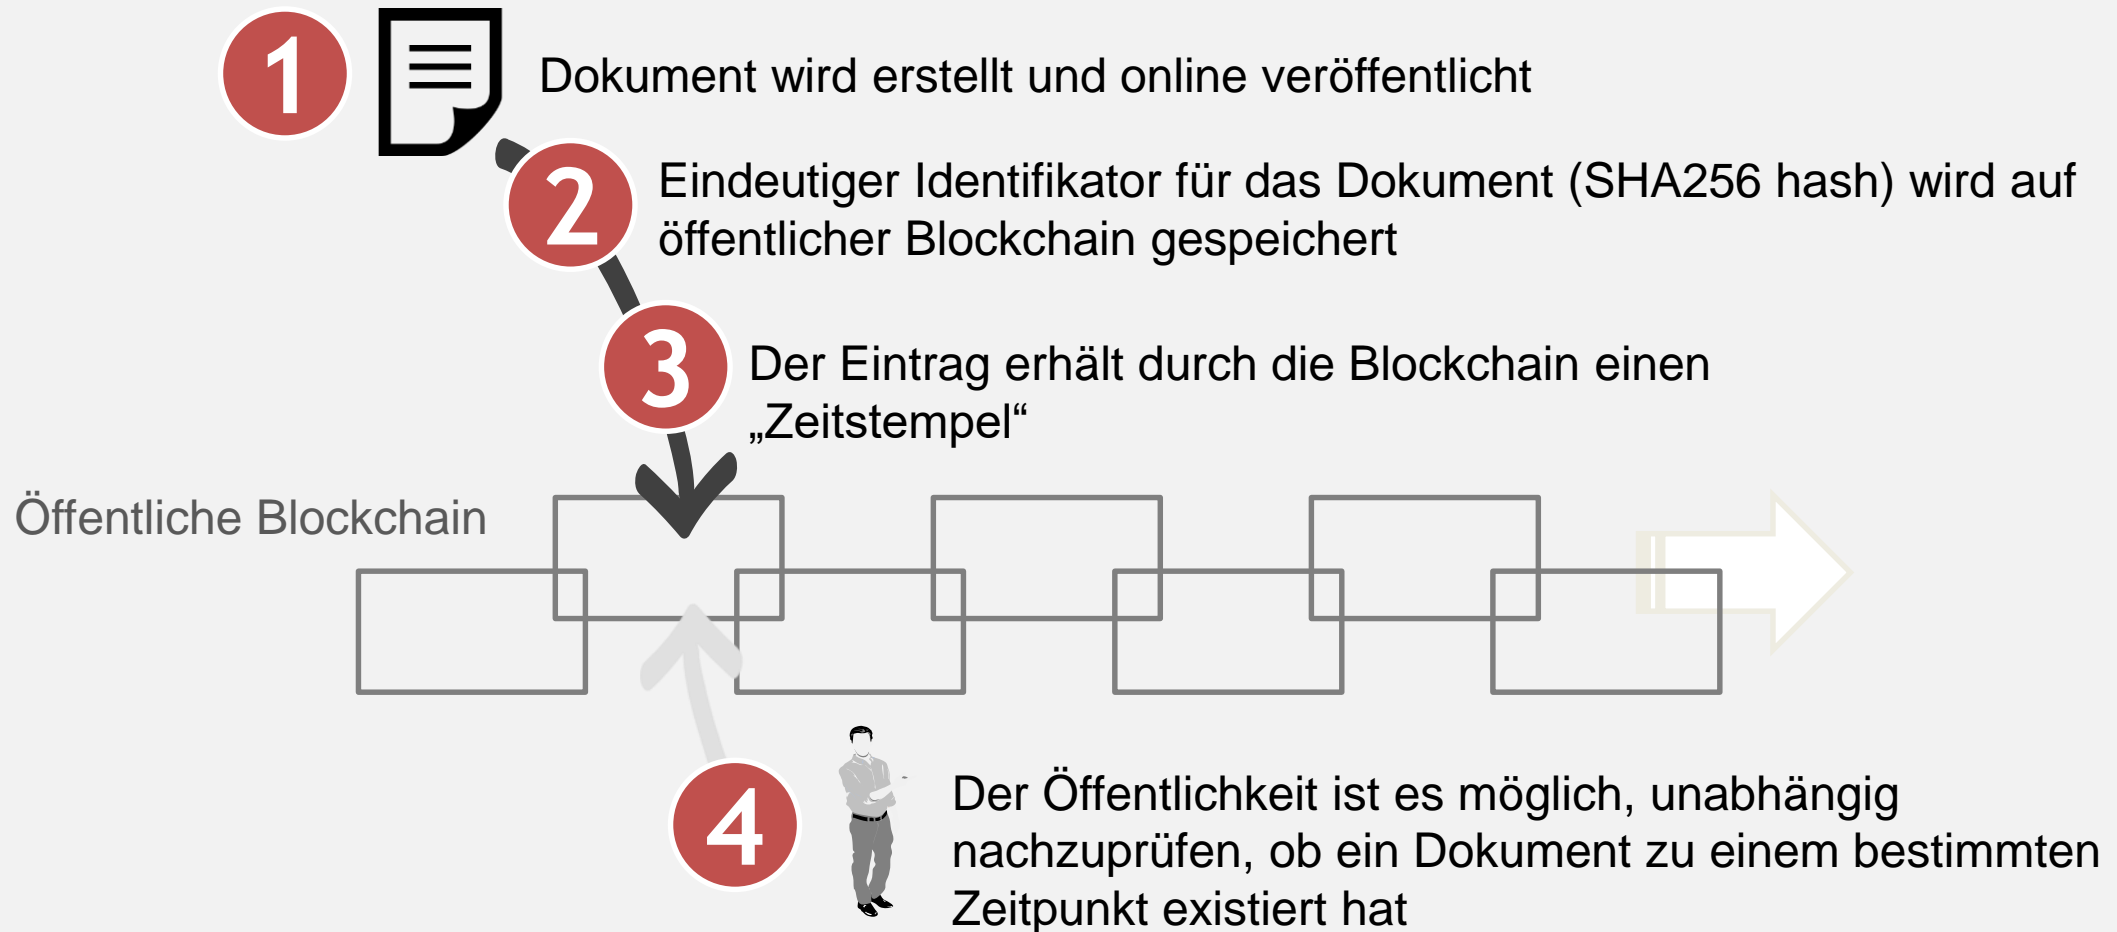 1
Dokument wird erstellt und online veröffentlicht
2
Eindeutiger Identifikator für das Dokument (SHA256 hash) wird auf
öffentlicher Blockchain gespeichert
3
Der Eintrag erhält durch die Blockchain einen
„Zeitstempel“
Öffentliche Blockchain
4
Der Öffentlichkeit ist es möglich, unabhängig
nachzuprüfen, ob ein Dokument zu einem bestimmten
Zeitpunkt existiert hat